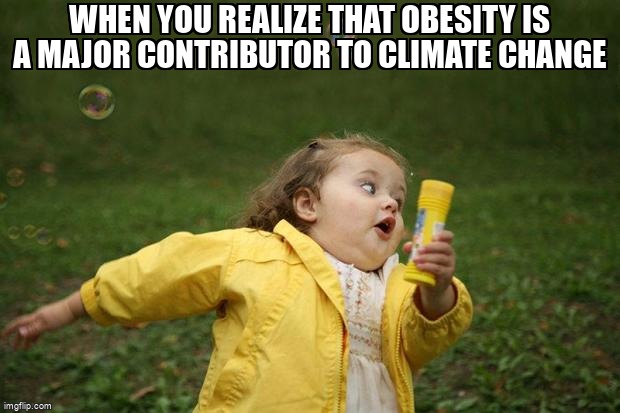 WHEN YOU REALIZE THAT OBESITY IS
A MAJOR CONTRIBUTOR TO CLIMATE CHANGE
imgflip.com